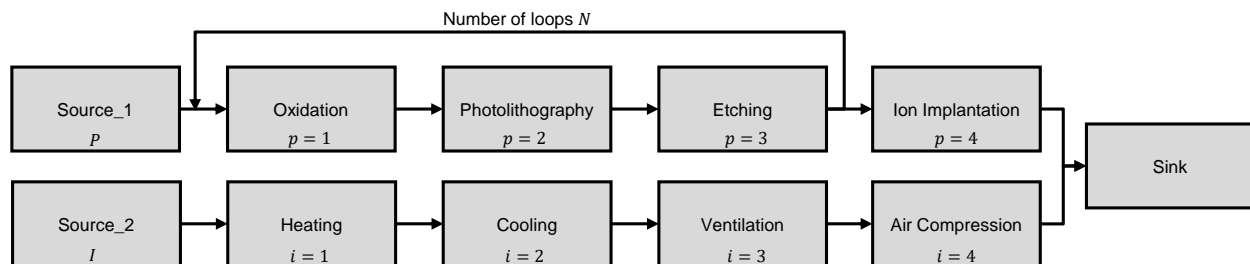 Number of loops N
Source_1
P
Oxidation
p = 1
Photolithography
p = 2
Etching
p = 3
Ion Implantation
p = 4
Sink
Source_2
I
Heating
i = 1
Cooling
i = 2
Ventilation
i = 3
Air Compression
i = 4